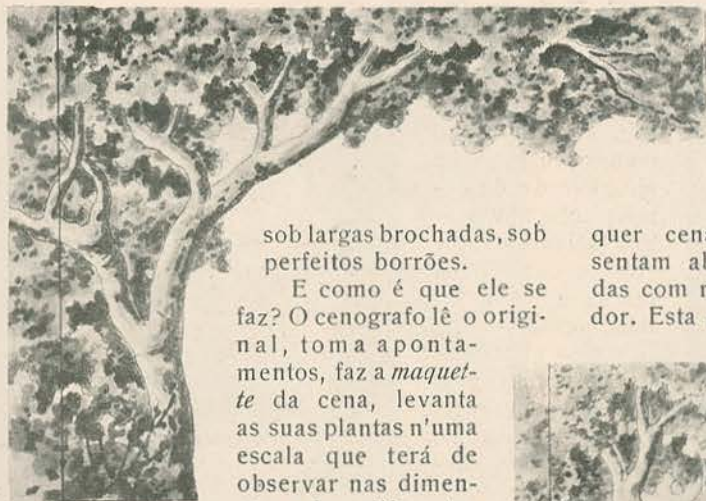 sob largas brochadas, sob
perfeitos borrões.
E como é que ele se
faz? O cenografo lê o origi-
nal, toma aponta-
mentos, faz a maquet-
te da cena, levanta
as suas plantas n'uma
escala que terá de
observar nas dimen-
quer cena
sentam al
das com r
dor. Esta